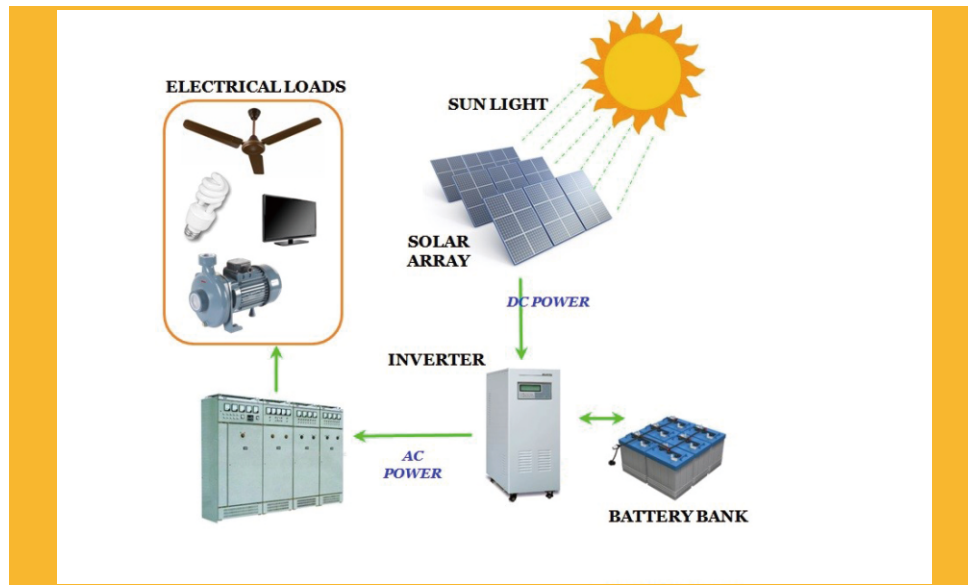 ELECTRICAL LOADS
SUN LIGHT
SOLAR
ARRAY
DC POWER
INVERTER
AC
POWER
BATTERY BANK